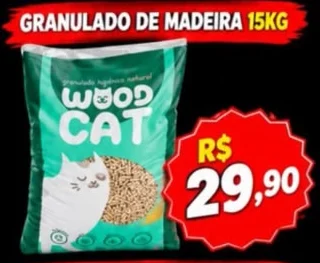 GRANULADO DE MADEIRA 15KG
granulado higiênico natural
WOOD
CAT
R$
29,90